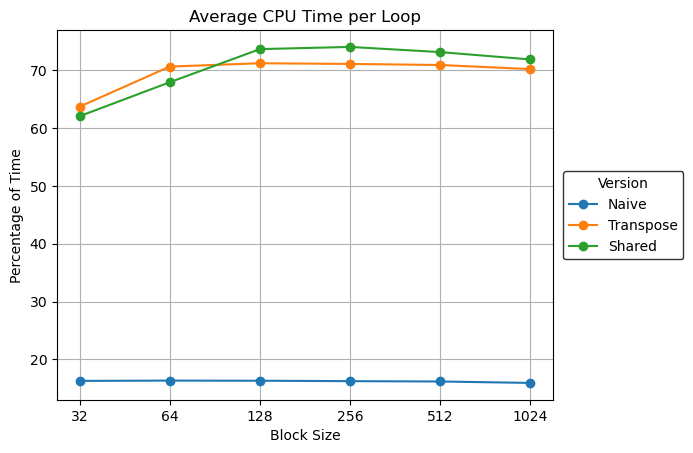 Average CPU Time per Loop
Percentage of Time
70
60
50
40
30
20
32 64 128 256 512 1024
Block Size
Version
Naive
Transpose
Shared